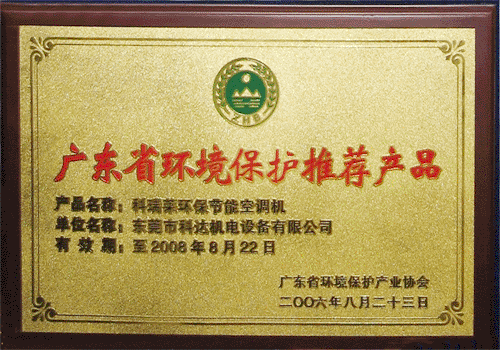 广东省环境保护推荐产品
产品名称：科瑞莱环保节能空调机
单位名称：东莞市科达机电设备有限公司
有效期：至2008年8月22日
广东省环境保护产业协会
二〇〇六年八月二十三日